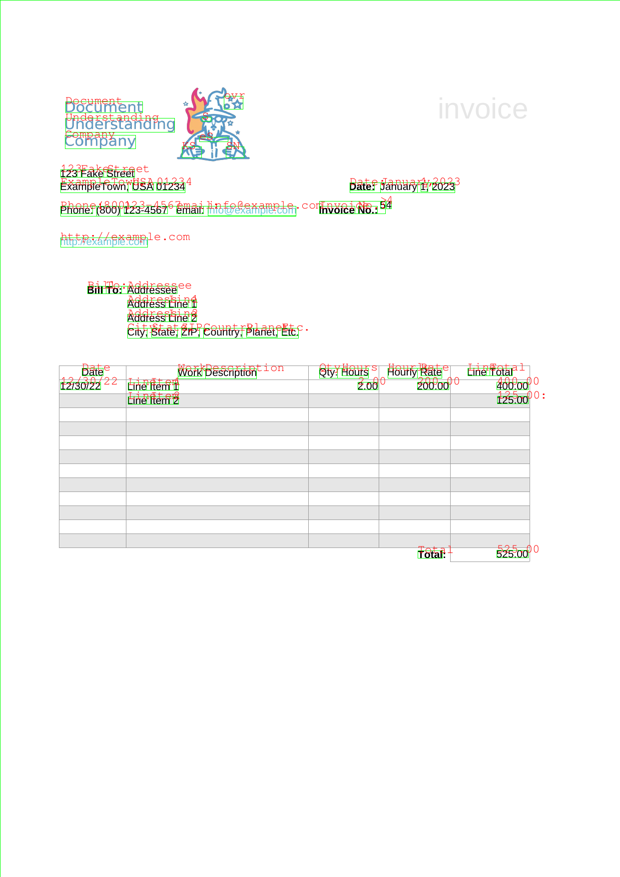 Document
Understanding
Company
invoice
123 Fake Street
ExampleTown, USA 01234
Date: January 1, 2023
Phone: (800) 123-4567 email: info@example.com
Invoice No.: 54
http://example.com
Bill To: Addressee
Address Line 1
Address Line 2
City, State, ZIP, Country, Planet, Etc.
Date Work Description Qty. Hours Hourly Rate Line Total
12/30/22 Line Item 1 2.00 200.00 400.00
Line Item 2 125.00
Total: 525.00